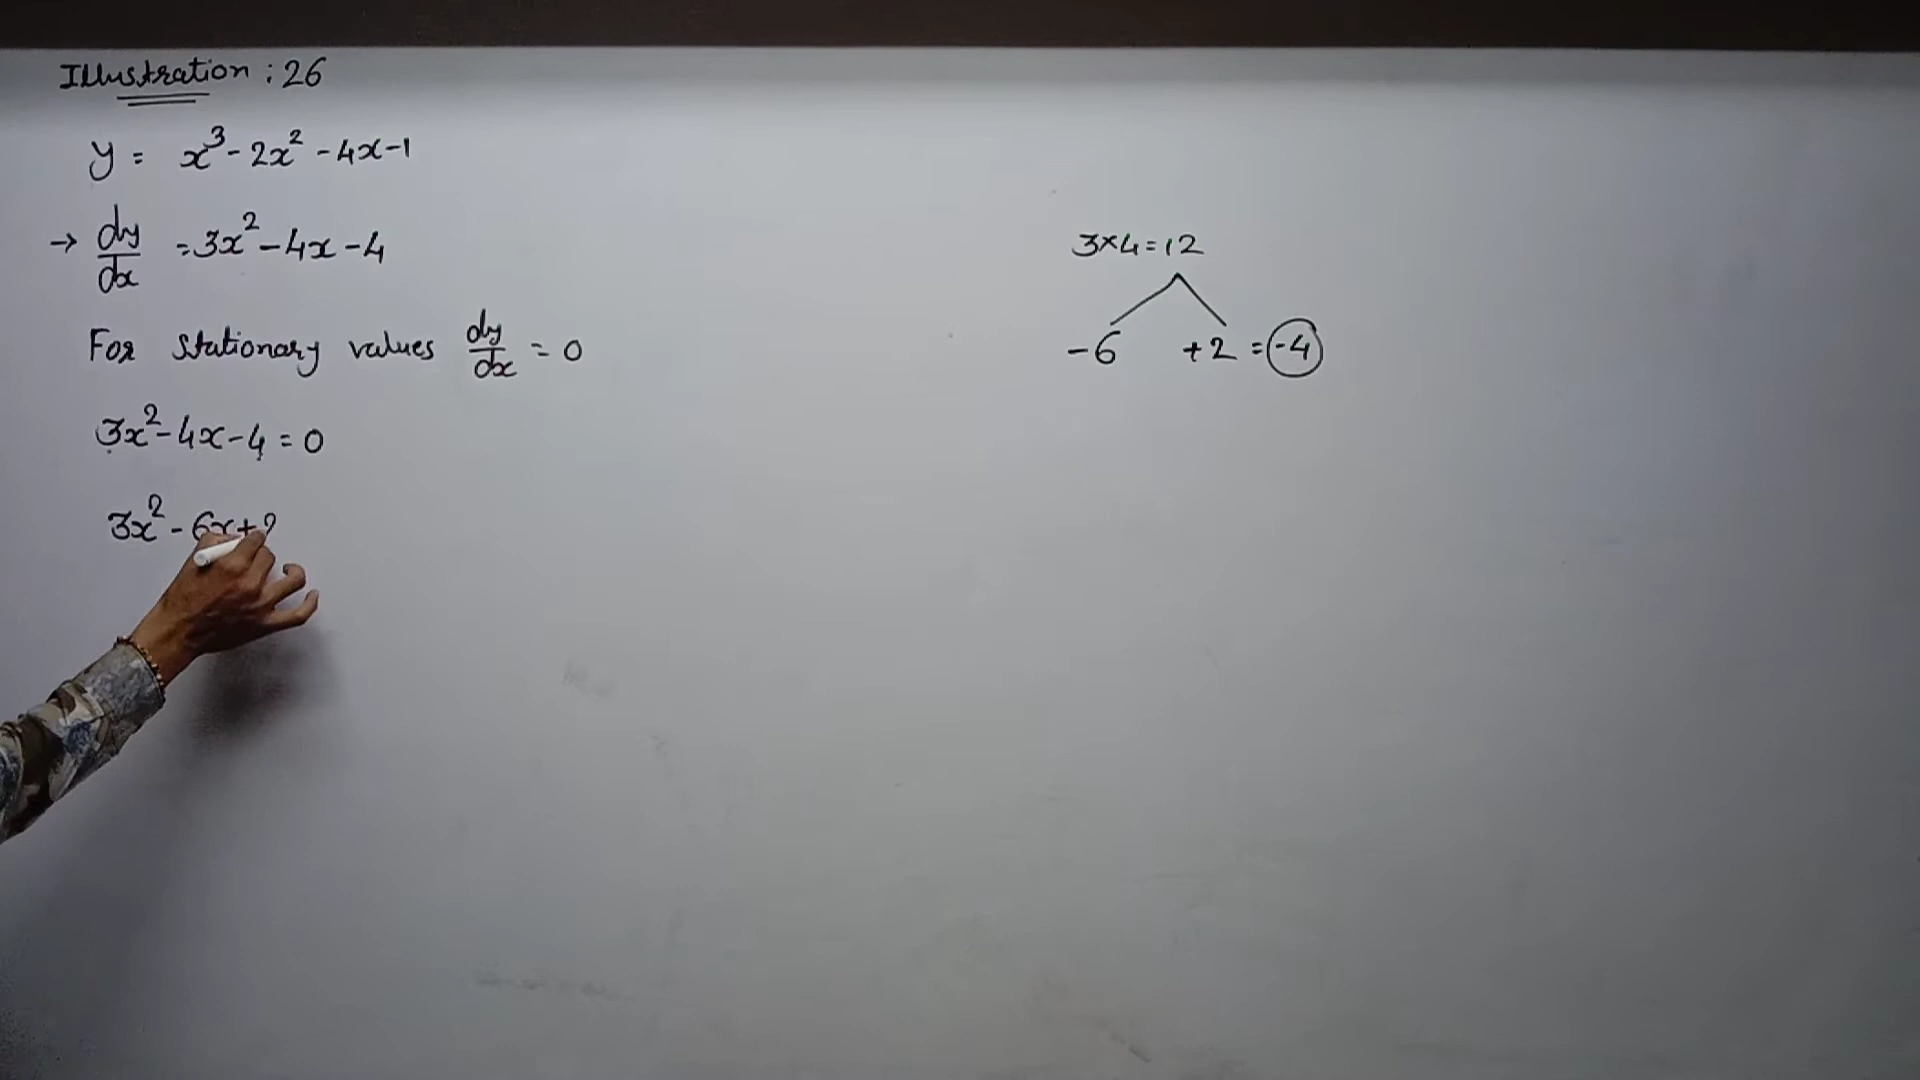 Illustration : 26
y = x³ - 2x² - 4x - 1
→ dy/dx = 3x² - 4x - 4
For stationary values dy/dx = 0
3x² - 4x - 4 = 0
3x² - 6x + 2
3×4 = 12
-6 +2 = -4